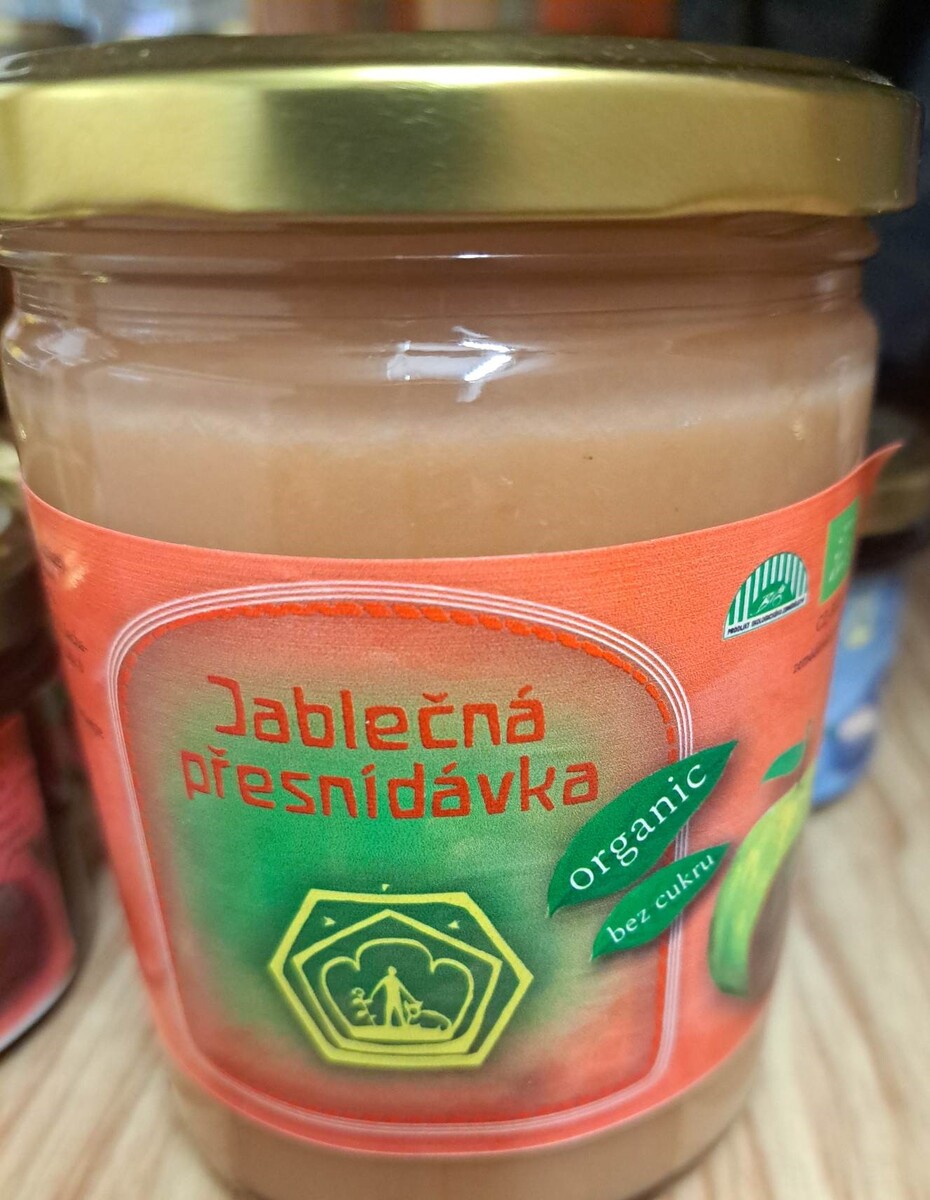 Jablečná
přesnídávka
organic
bez cukru